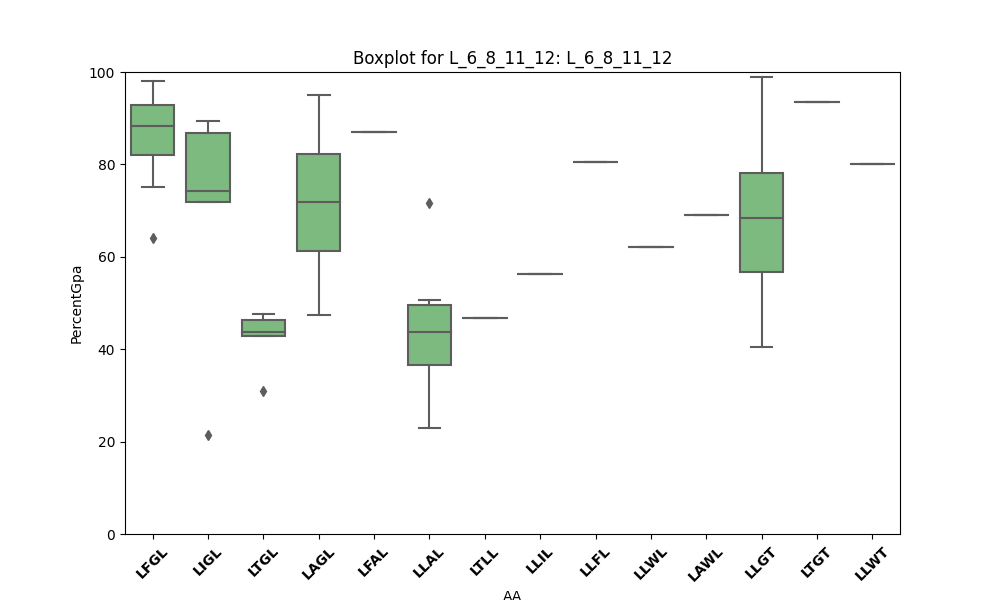 Boxplot for L_6_8_11_12: L_6_8_11_12
PercentGpa
100
80
60
40
20
0
LFGL LIGL LTGL LAGL LFAL LLAL LTLL LLIL LLFL LLWL LAWL LLGT LTGT LLWT
AA